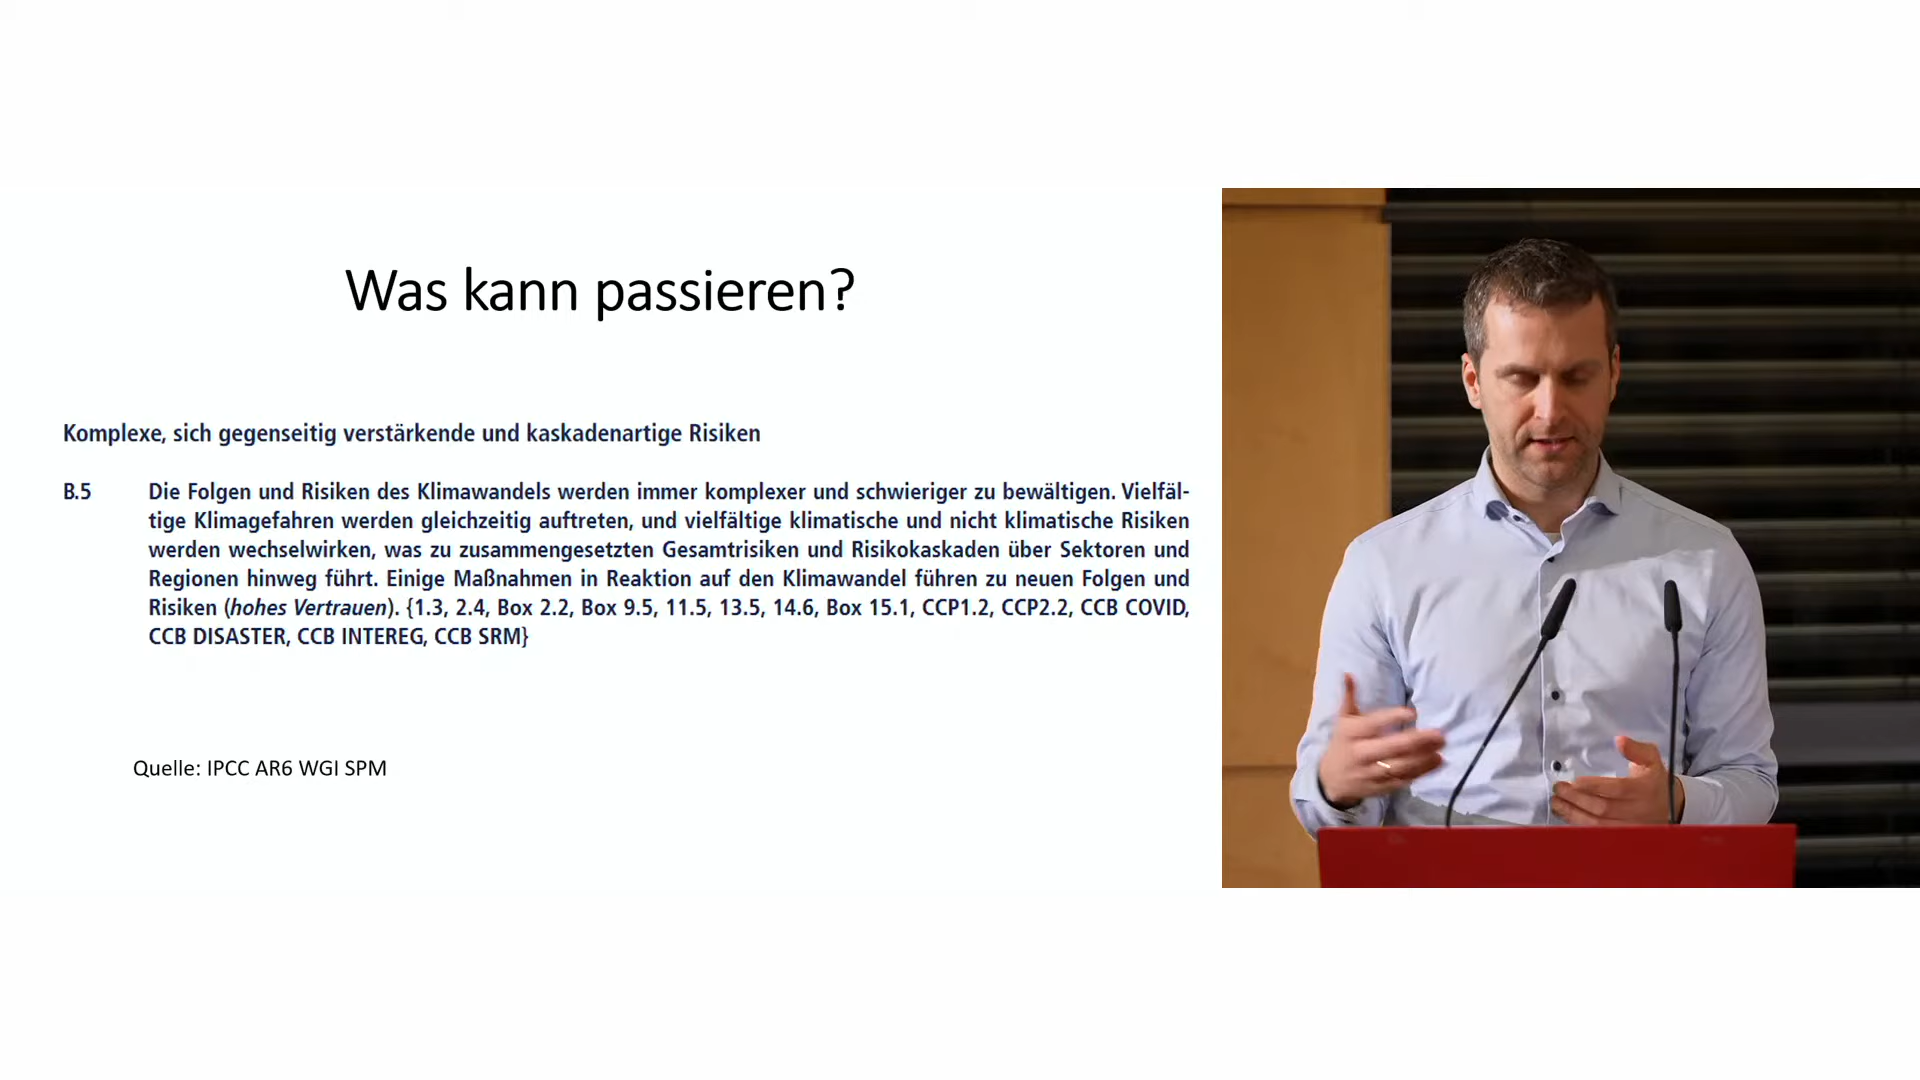 Was kann passieren?
Komplexe, sich gegenseitig verstärkende und kaskadenartige Risiken
B.5 Die Folgen und Risiken des Klimawandels werden immer komplexer und schwieriger zu bewältigen. Vielfäl-
tige Klimagefahren werden gleichzeitig auftreten, und vielfältige klimatische und nicht klimatische Risiken
werden wechselwirken, was zu zusammengesetzten Gesamtrisiken und Risikokaskaden über Sektoren und
Regionen hinweg führt. Einige Maßnahmen in Reaktion auf den Klimawandel führen zu neuen Folgen und
Risiken (hohes Vertrauen). {1.3, 2.4, Box 2.2, Box 9.5, 11.5, 13.5, 14.6, Box 15.1, CCP1.2, CCP2.2, CCB COVID,
CCB DISASTER, CCB INTEREG, CCB SRM}
Quelle: IPCC AR6 WGI SPM